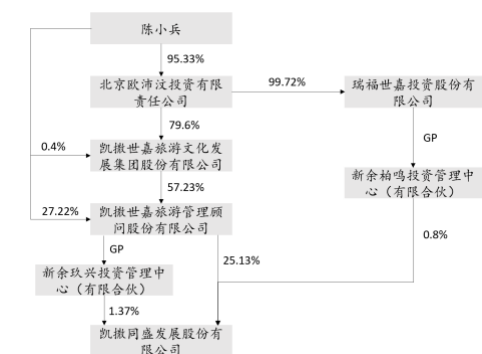 陈小兵
95.33%
北京欧沛汶投资有限
责任公司
99.72%
瑞福世嘉投资股份有
限公司
79.6%
GP
0.4%
凯撒世嘉旅游文化发
展集团股份有限公司
新余柏鸣投资管理中
心（有限合伙）
57.23%
27.22%
凯撒世嘉旅游管理顾
问股份有限公司
0.8%
GP
25.13%
新余玖兴投资管理中
心（有限合伙）
1.37%
凯撒同盛发展股份有
限公司